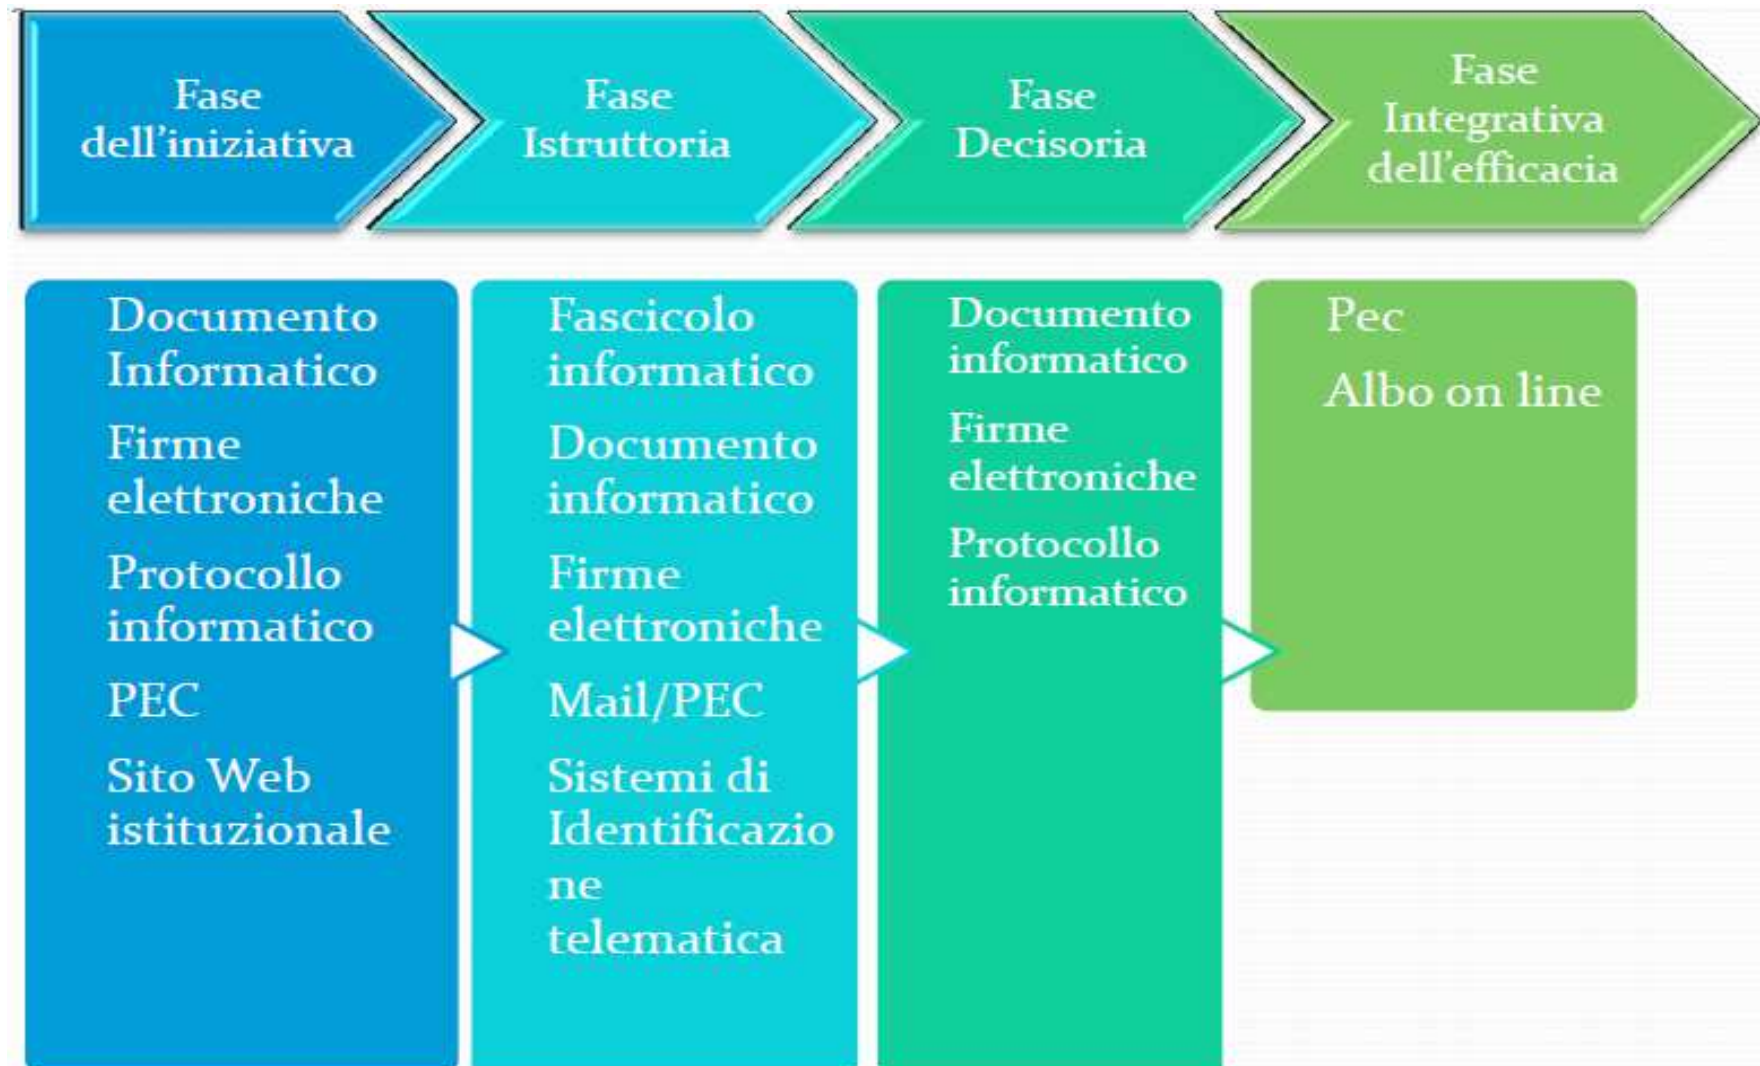 Fase
dell'iniziativa
Fase
Istruttoria
Fase
Decisoria
Fase
Integrativa
dell'efficacia
Documento
Informatico
Firme
elettroniche
Protocollo
informatico
PEC
Sito Web
istituzionale
Fascicolo
informatico
Documento
informatico
Firme
elettroniche
Mail/PEC
Sistemi di
Identificazio
ne
telematica
Documento
informatico
Firme
elettroniche
Protocollo
informatico
Pec
Albo on line